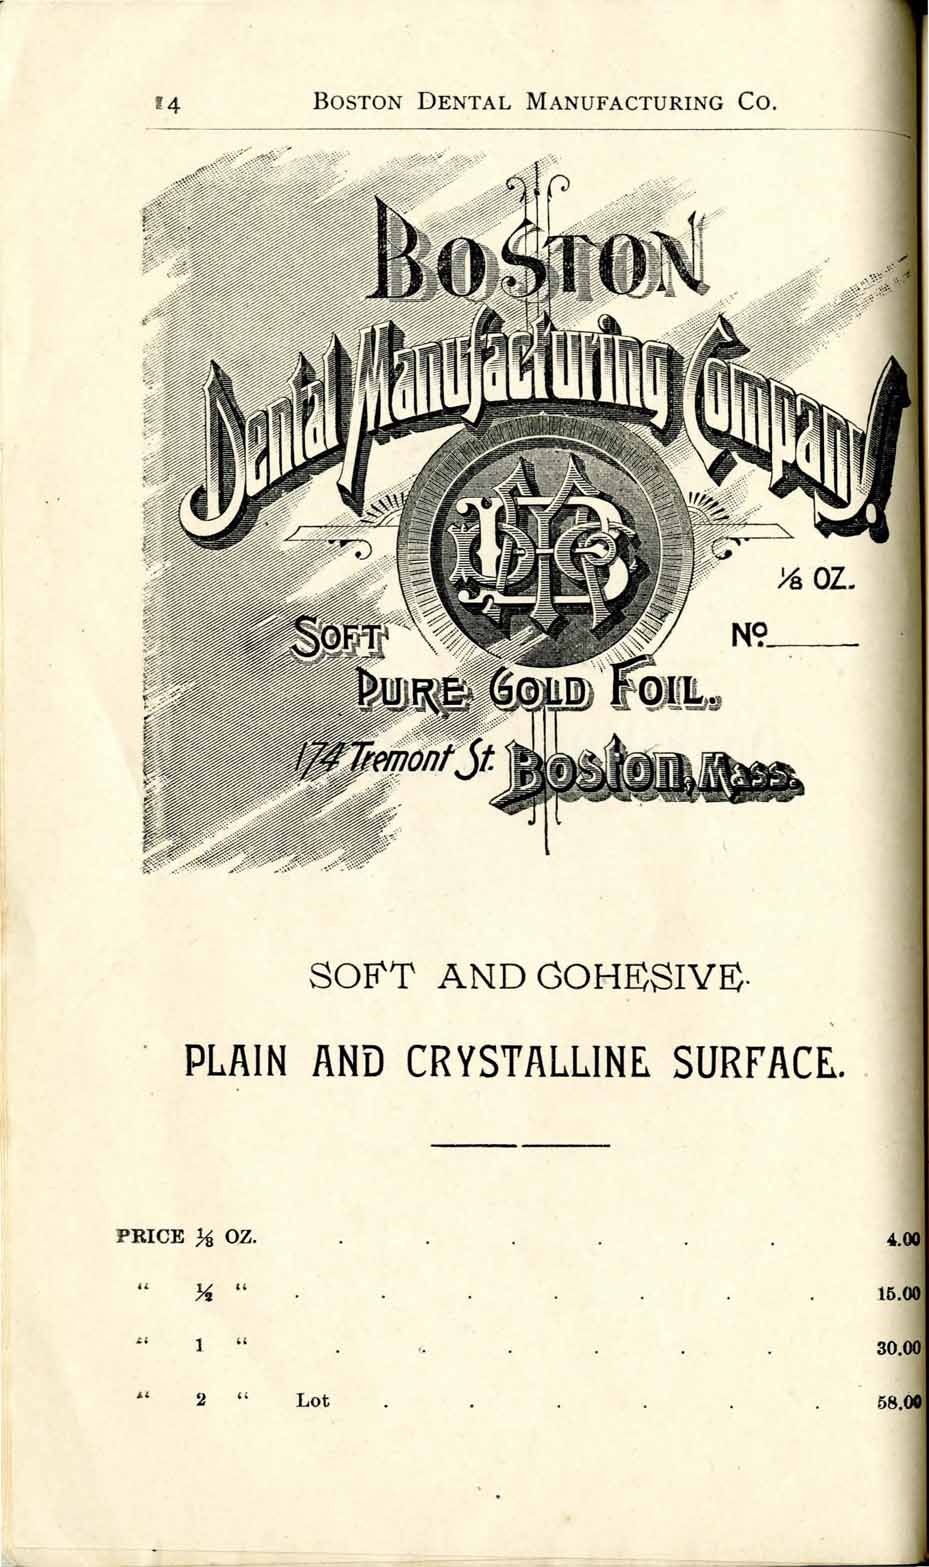 14 BOSTON DENTAL MANUFACTURING CO.
BOSTON
Dental Manufacturing Company.
BDMCo
1/8 OZ.
SOFT Nº
PURE GOLD FOIL.
174 Tremont St. Boston, Mass.
SOFT AND COHESIVE.
PLAIN AND CRYSTALLINE SURFACE.
PRICE 1/8 OZ. . . . . . . 4.00
“ 1/2 “ . . . . . . . 15.00
“ 1 “ . . . . . . 30.00
“ 2 “ Lot . . . . . . 58.00